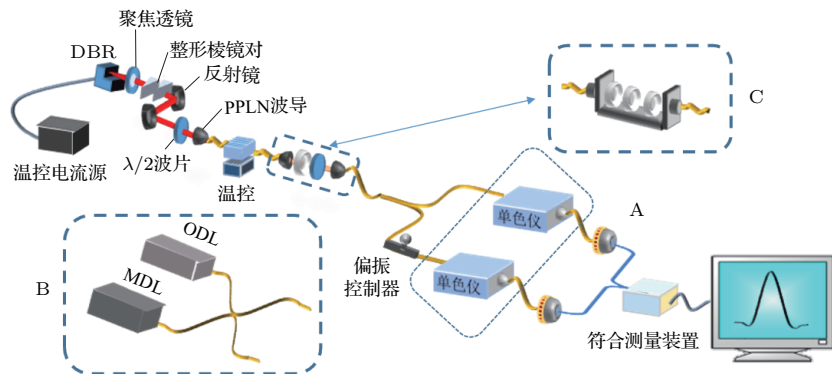 聚焦透镜
DBR
整形棱镜对
反射镜
PPLN波导
λ/2波片
温控电流源
温控
C
A
单色仪
单色仪
偏振
控制器
B
ODL
MDL
符合测量装置